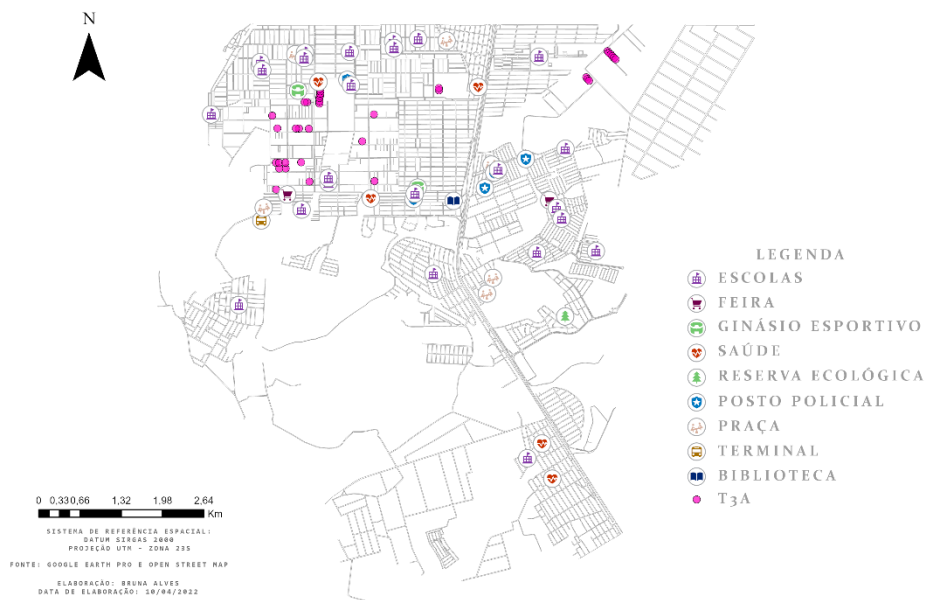 N
LEGENDA
ESCOLAS
FEIRA
GINÁSIO ESPORTIVO
SAÚDE
RESERVA ECOLÓGICA
POSTO POLICIAL
PRAÇA
TERMINAL
BIBLIOTECA
T3A
0 0,33 0,66 1,32 1,98 2,64
Km
SISTEMA DE REFERÊNCIA ESPACIAL:
DATUM SIRGAS 2000
PROJEÇÃO UTM - ZONA 23S
FONTE: GOOGLE EARTH PRO E OPEN STREET MAP
ELABORAÇÃO: BRUNA ALVES
DATA DE ELABORAÇÃO: 10/04/2022